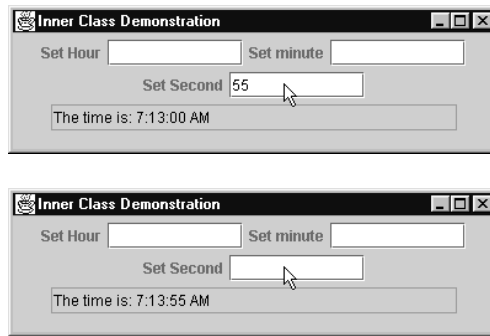 Inner Class Demonstration
Set Hour Set minute
Set Second 55
The time is: 7:13:00 AM
Inner Class Demonstration
Set Hour Set minute
Set Second
The time is: 7:13:55 AM